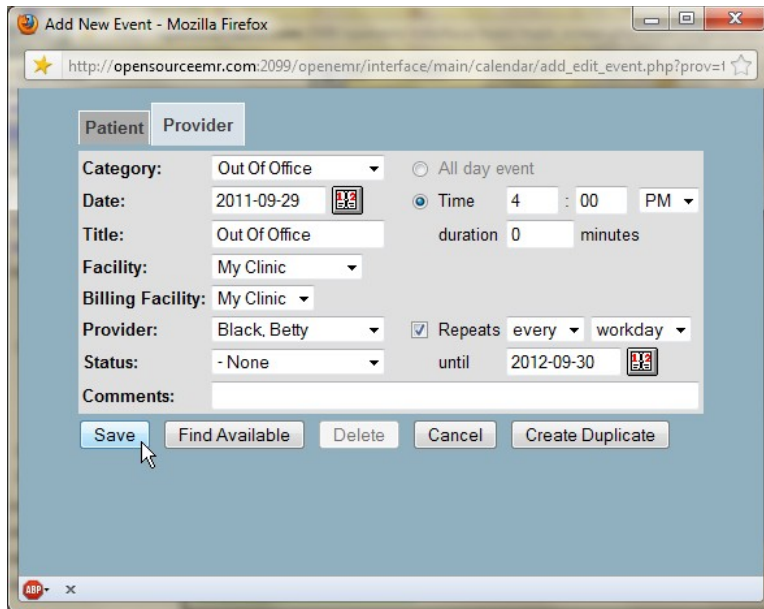 Add New Event - Mozilla Firefox
http://opensourceemr.com:2099/openemr/interface/main/calendar/add_edit_event.php?prov=1
Patient Provider
Category: Out Of Office All day event
Date: 2011-09-29 Time 4 : 00 PM
Title: Out Of Office duration 0 minutes
Facility: My Clinic
Billing Facility: My Clinic
Provider: Black, Betty Repeats every workday
Status: - None until 2012-09-30
Comments:
Save Find Available Delete Cancel Create Duplicate
ABP